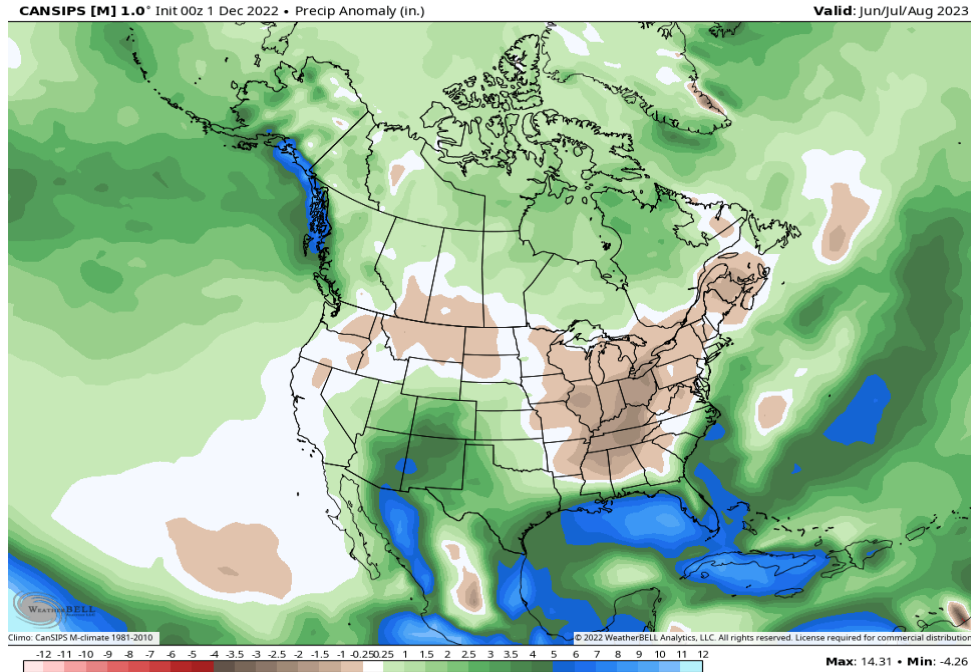 CANSIPS [M] 1.0° Init 00z 1 Dec 2022 • Precip Anomaly (in.)
Valid: Jun/Jul/Aug 2023
WEATHERBELL
Climo: CanSIPS M-climate 1981-2010
© 2022 WeatherBELL Analytics, LLC. All rights reserved. License required for commercial distribution
-12 -11 -10 -9 -8 -7 -6 -5 -4 -3.5 -3 -2.5 -2 -1.5 -1 -0.25 0.25 1 1.5 2 2.5 3 3.5 4 5 6 7 8 9 10 11 12
Max: 14.31 • Min: -4.26